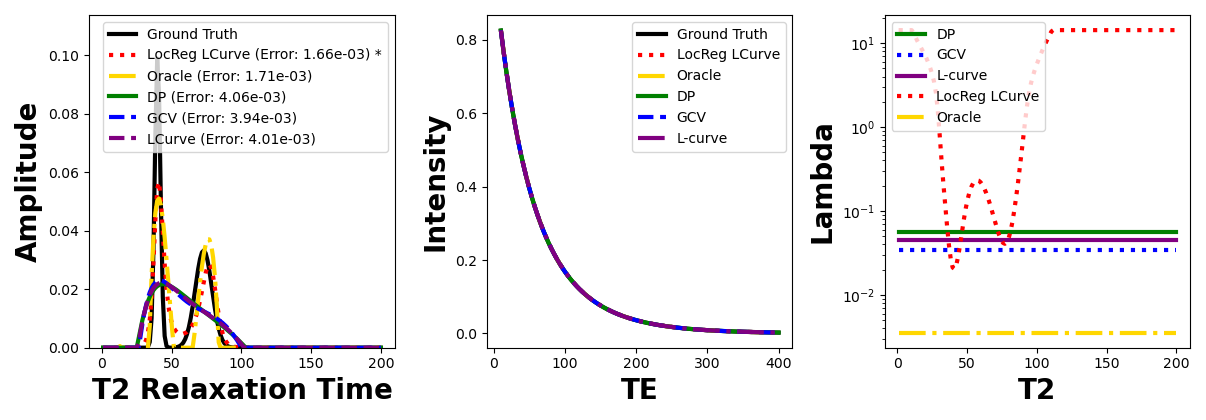 Amplitude
0.10
0.08
0.06
0.04
0.02
0.00
Ground Truth
LocReg LCurve (Error: 1.66e-03) *
Oracle (Error: 1.71e-03)
DP (Error: 4.06e-03)
GCV (Error: 3.94e-03)
LCurve (Error: 4.01e-03)
0 50 100 150 200
T2 Relaxation Time
Intensity
0.8
0.6
0.4
0.2
0.0
Ground Truth
LocReg LCurve
Oracle
DP
GCV
L-curve
0 100 200 300 400
TE
Lambda
10¹
10⁰
10⁻¹
10⁻²
DP
GCV
L-curve
LocReg LCurve
Oracle
0 50 100 150 200
T2